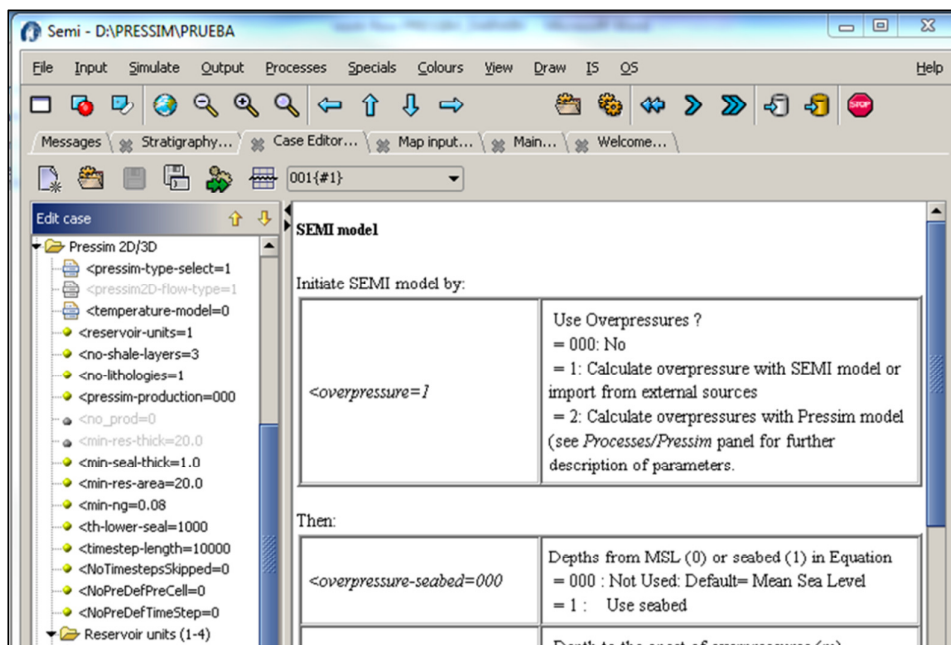 Semi - D:\PRESSIM\PRUEBA
File Input Simulate Output Processes Specials Colours View Draw IS OS Help
STOP
Messages Stratigraphy... Case Editor... Map input... Main... Welcome...
001{#1}
Edit case
Pressim 2D/3D
<pressim-type-select=1
<pressim2D-flow-type=1
<temperature-model=0
<reservoir-units=1
<no-shale-layers=3
<no-lithologies=1
<pressim-production=000
<no_prod=0
<min-res-thick=20.0
<min-seal-thick=1.0
<min-res-area=20.0
<min-ng=0.08
<th-lower-seal=1000
<timestep-length=10000
<NoTimestepsSkipped=0
<NoPreDefPreCell=0
<NoPreDefTimeStep=0
Reservoir units (1-4)
SEMI model
Initiate SEMI model by:
<overpressure=1
Use Overpressures ?
= 000: No
= 1: Calculate overpressure with SEMI model or
import from external sources
= 2: Calculate overpressures with Pressim model
(see Processes/Pressim panel for further
description of parameters.
Then:
<overpressure-seabed=000
Depths from MSL (0) or seabed (1) in Equation
= 000 : Not Used: Default= Mean Sea Level
= 1 : Use seabed